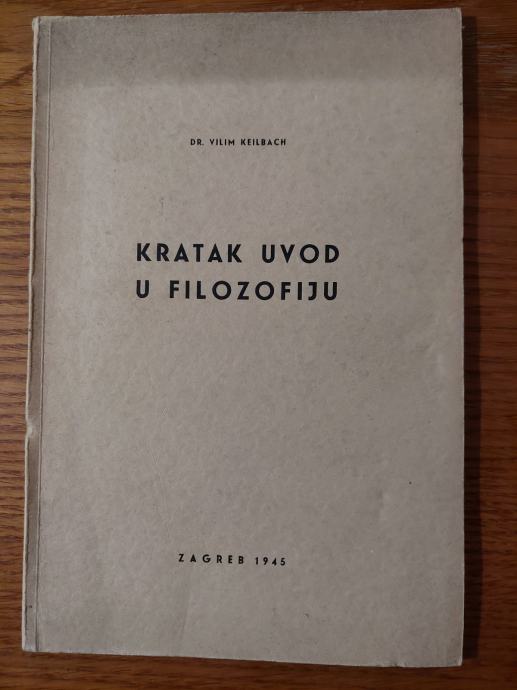 DR. VILIM KEILBACH
KRATAK UVOD
U FILOZOFIJU
ZAGREB 1945